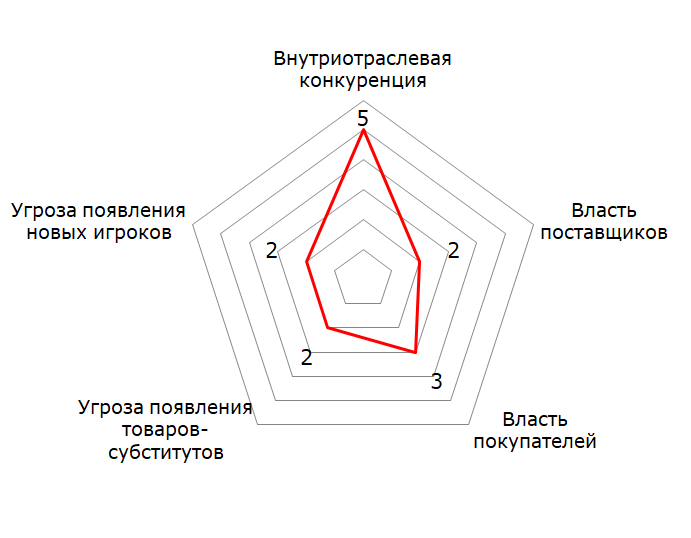 Внутриотраслевая
конкуренция
5
Угроза появления
новых игроков
Власть
поставщиков
2
2
2
3
Угроза появления
товаров-
субститутов
Власть
покупателей